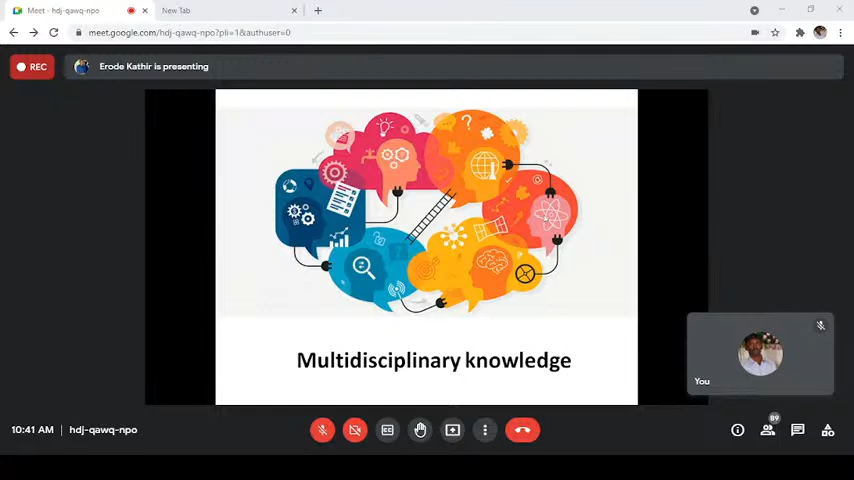 Meet - hdj-qawq-npo
New Tab
meet.google.com/hdj-qawq-npo?pli=1&authuser=0
REC
Erode Kathir is presenting
?
@
Multidisciplinary knowledge
You
10:41 AM | hdj-qawq-npo
CC
89